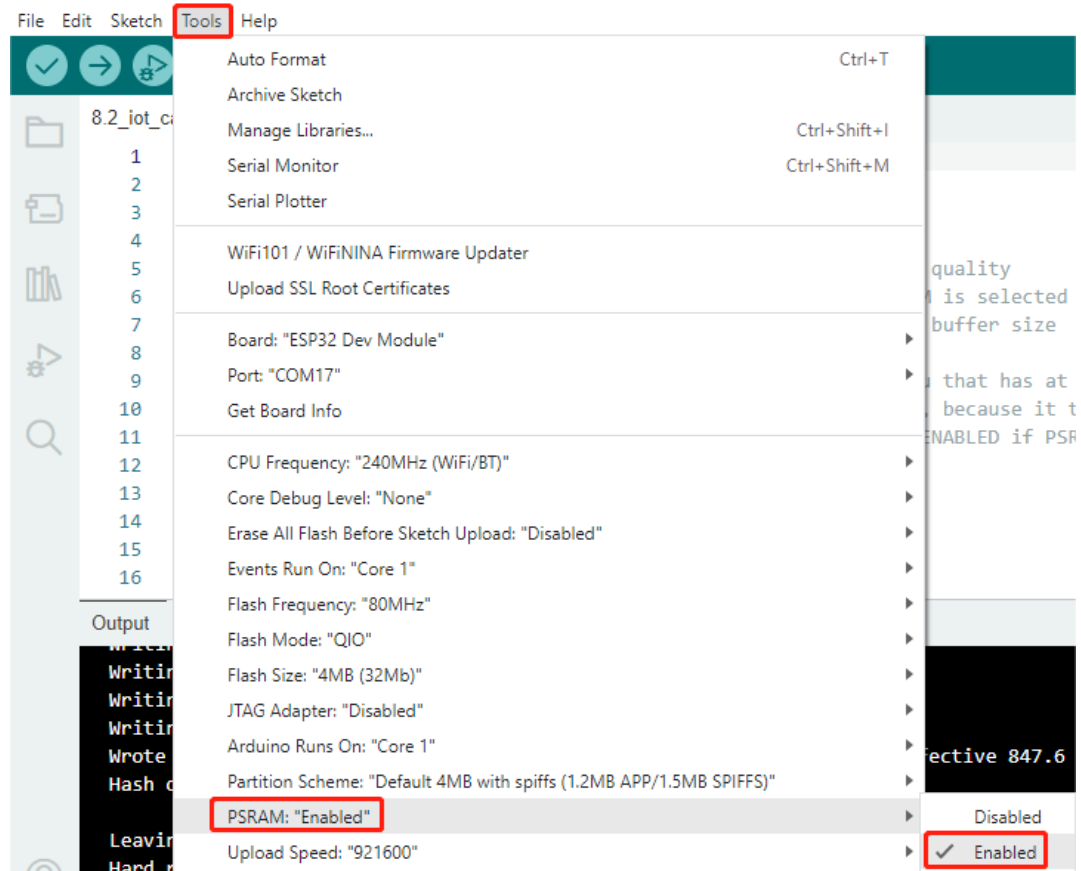 File Edit Sketch Tools Help
Auto Format Ctrl+T
Archive Sketch
8.2_iot_ca
Manage Libraries... Ctrl+Shift+I
1
Serial Monitor Ctrl+Shift+M
2
Serial Plotter
3
4
WiFi101 / WiFiNINA Firmware Updater
5 quality
Upload SSL Root Certificates
6 is selected
7 buffer size
Board: "ESP32 Dev Module"
8
Port: "COM17"
9 that has at
Get Board Info
10 , because it t
11 ENABLED if PSR
CPU Frequency: "240MHz (WiFi/BT)"
12
Core Debug Level: "None"
13
14
Erase All Flash Before Sketch Upload: "Disabled"
15
Events Run On: "Core 1"
16
Flash Frequency: "80MHz"
Output
Flash Mode: "QIO"
Writin
Flash Size: "4MB (32Mb)"
Writin
JTAG Adapter: "Disabled"
Writin
Arduino Runs On: "Core 1"
Wrote fective 847.6
Hash
Partition Scheme: "Default 4MB with spiffs (1.2MB APP/1.5MB SPIFFS)"
PSRAM: "Enabled" Disabled
Leavin
Upload Speed: "921600" Enabled
Hard